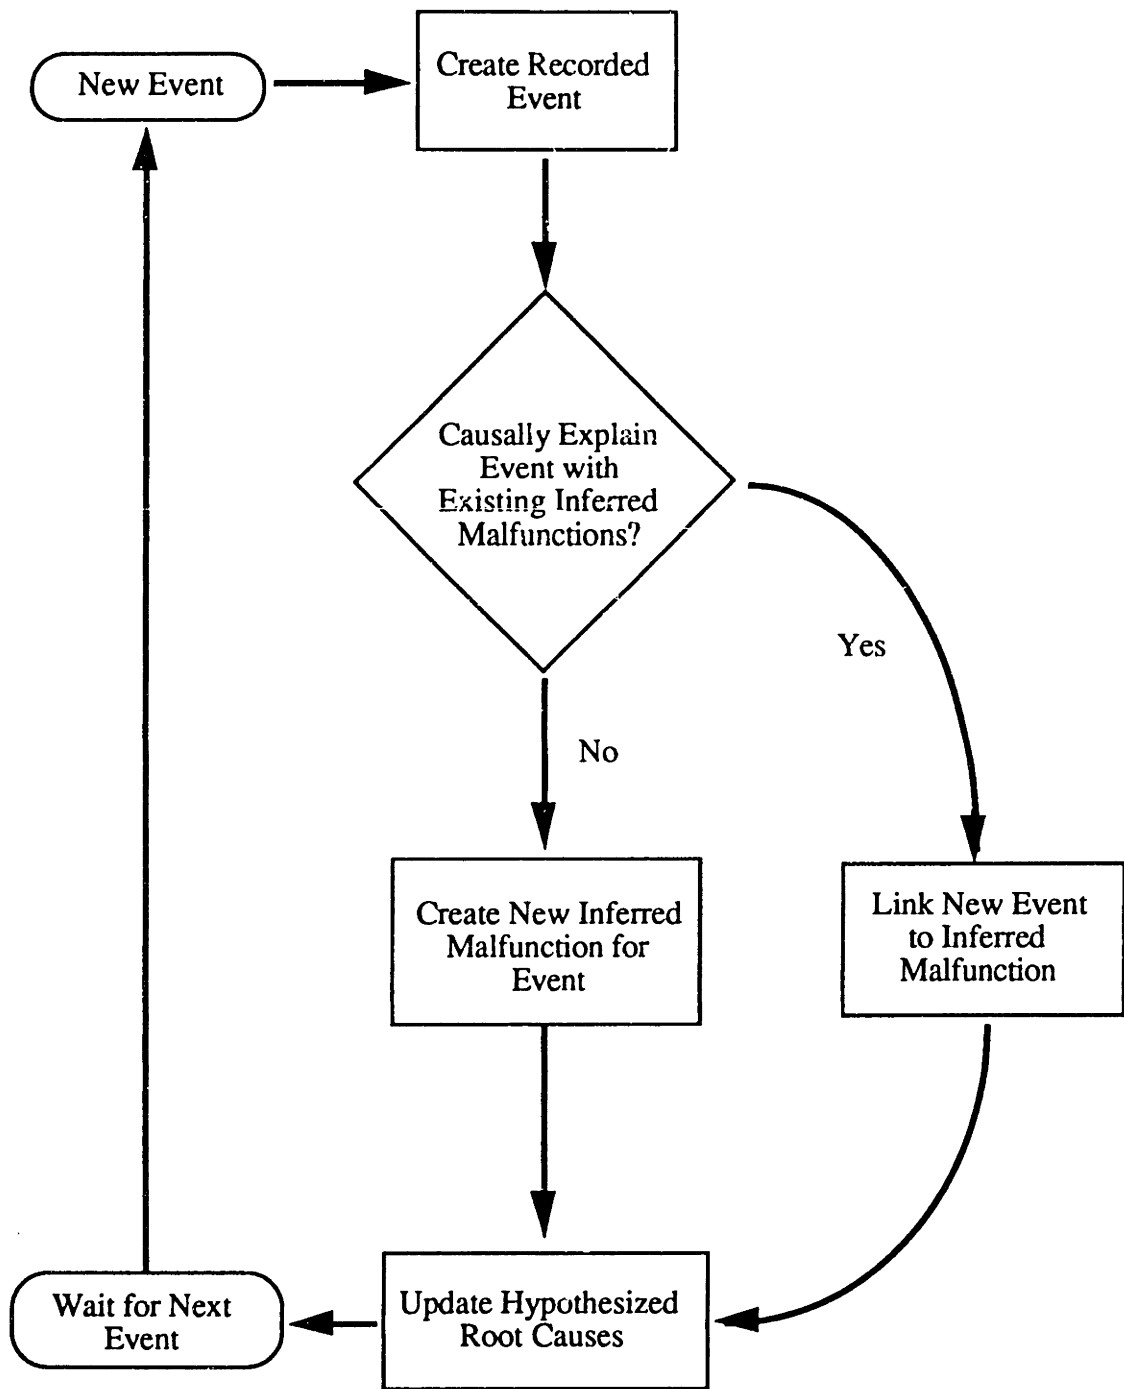 New Event
Create Recorded
Event
Causally Explain
Event with
Existing Inferred
Malfunctions?
Yes
No
Create New Inferred
Malfunction for
Event
Link New Event
to Inferred
Malfunction
Update Hypothesized
Root Causes
Wait for Next
Event